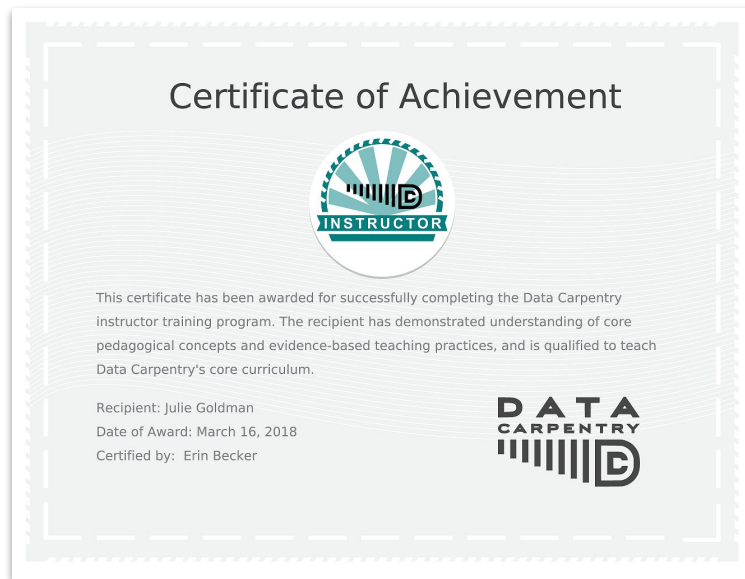 Certificate of Achievement
INSTRUCTOR
This certificate has been awarded for successfully completing the Data Carpentry
instructor training program. The recipient has demonstrated understanding of core
pedagogical concepts and evidence-based teaching practices, and is qualified to teach
Data Carpentry's core curriculum.
Recipient: Julie Goldman
Date of Award: March 16, 2018
Certified by:  Erin Becker
DATA
CARPENTRY
DC